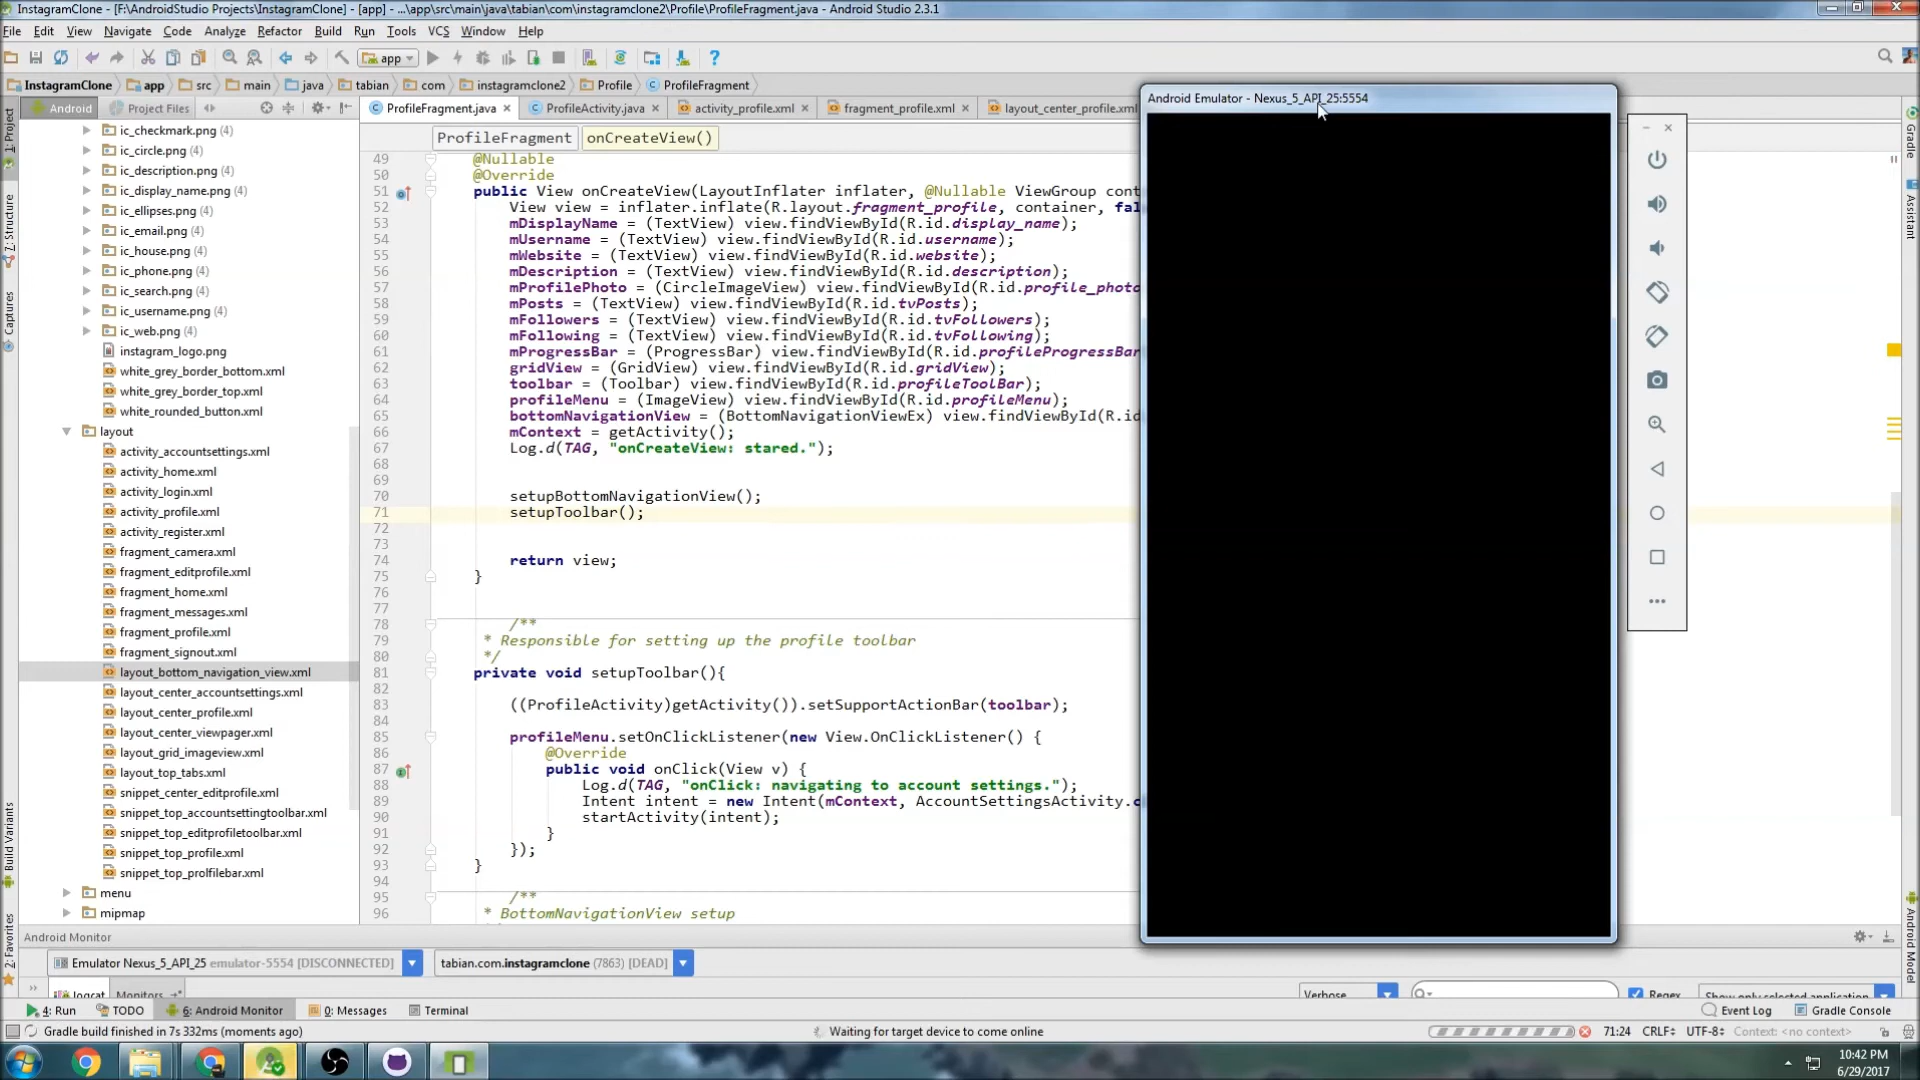 InstagramClone - [F:\AndroidStudio Projects\InstagramClone] - [app] - ...\app\src\main\java\tabian\com\instagramclone2\Profile\ProfileFragment.java - Android Studio 2.3.1
File Edit View Navigate Code Analyze Refactor Build Run Tools VCS Window Help
app
InstagramClone app src main java tabian com instagramclone2 Profile ProfileFragment
Android Project Files
ProfileFragment.java ProfileActivity.java activity_profile.xml fragment_profile.xml layout_center_profile.xml
ProfileFragment onCreateView()
1: Project
7: Structure
Captures
Build Variants
2: Favorites
ic_checkmark.png (4)
ic_circle.png (4)
ic_description.png (4)
ic_display_name.png (4)
ic_ellipses.png (4)
ic_email.png (4)
ic_house.png (4)
ic_phone.png (4)
ic_search.png (4)
ic_username.png (4)
ic_web.png (4)
instagram_logo.png
white_grey_border_bottom.xml
white_grey_border_top.xml
white_rounded_button.xml
layout
activity_accountsettings.xml
activity_home.xml
activity_login.xml
activity_profile.xml
activity_register.xml
fragment_camera.xml
fragment_editprofile.xml
fragment_home.xml
fragment_messages.xml
fragment_profile.xml
fragment_signout.xml
layout_bottom_navigation_view.xml
layout_center_accountsettings.xml
layout_center_profile.xml
layout_center_viewpager.xml
layout_grid_imageview.xml
layout_top_tabs.xml
snippet_center_editprofile.xml
snippet_top_accountsettingtoolbar.xml
snippet_top_editprofiletoolbar.xml
snippet_top_profile.xml
snippet_top_prolfilebar.xml
menu
mipmap
49 @Nullable
50 @Override
51 public View onCreateView(LayoutInflater inflater, @Nullable ViewGroup cont
52 View view = inflater.inflate(R.layout.fragment_profile, container, fal
53 mDisplayName = (TextView) view.findViewById(R.id.display_name);
54 mUsername = (TextView) view.findViewById(R.id.username);
55 mWebsite = (TextView) view.findViewById(R.id.website);
56 mDescription = (TextView) view.findViewById(R.id.description);
57 mProfilePhoto = (CircleImageView) view.findViewById(R.id.profile_photo
58 mPosts = (TextView) view.findViewById(R.id.tvPosts);
59 mFollowers = (TextView) view.findViewById(R.id.tvFollowers);
60 mFollowing = (TextView) view.findViewById(R.id.tvFollowing);
61 mProgressBar = (ProgressBar) view.findViewById(R.id.profileProgressBar
62 gridView = (GridView) view.findViewById(R.id.gridView);
63 toolbar = (Toolbar) view.findViewById(R.id.profileToolBar);
64 profileMenu = (ImageView) view.findViewById(R.id.profileMenu);
65 bottomNavigationView = (BottomNavigationViewEx) view.findViewById(R.id
66 mContext = getActivity();
67 Log.d(TAG, "onCreateView: stared.");
68
69
70 setupBottomNavigationView();
71 setupToolbar();
72
73
74 return view;
75 }
76
77
78 /**
79 * Responsible for setting up the profile toolbar
80 */
81 private void setupToolbar(){
82
83 ((ProfileActivity)getActivity()).setSupportActionBar(toolbar);
84
85 profileMenu.setOnClickListener(new View.OnClickListener() {
86 @Override
87 public void onClick(View v) {
88 Log.d(TAG, "onClick: navigating to account settings.");
89 Intent intent = new Intent(mContext, AccountSettingsActivity.c
90 startActivity(intent);
91 }
92 });
93 }
94
95 /**
96 * BottomNavigationView setup
Android Emulator - Nexus_5_API_25:5554
Gradle
Assistant
Android Model
Android Monitor
Emulator Nexus_5_API_25 emulator-5554 [DISCONNECTED] tabian.com.instagramclone (7863) [DEAD]
logcat Monitors Verbose Regex Show only selected application
4: Run TODO 6: Android Monitor 0: Messages Terminal Event Log Gradle Console
Gradle build finished in 7s 332ms (moments ago) Waiting for target device to come online 71:24 CRLF UTF-8 Context: <no context>
10:42 PM
6/29/2017